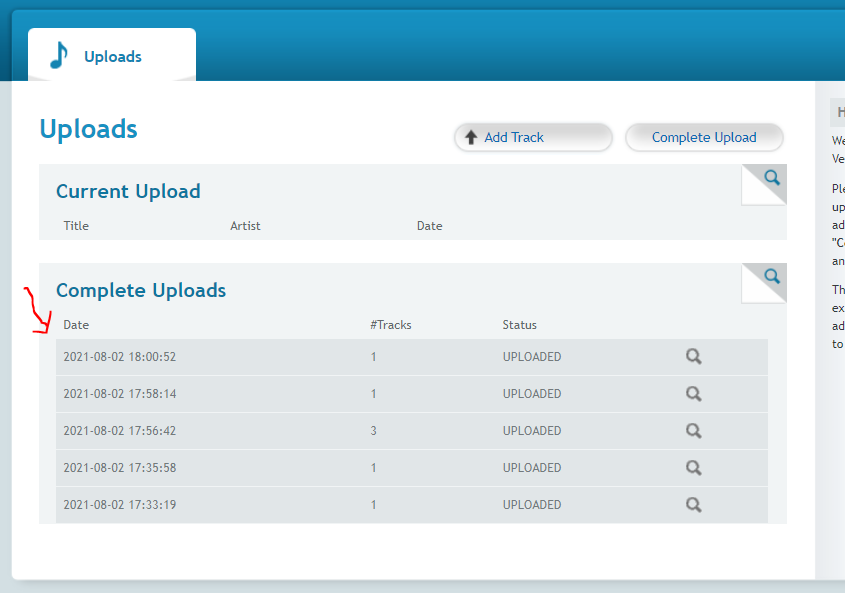 Uploads
Uploads
Add Track
Complete Upload
Current Upload
Title Artist Date
Complete Uploads
Date #Tracks Status
2021-08-02 18:00:52 1 UPLOADED
2021-08-02 17:58:14 1 UPLOADED
2021-08-02 17:56:42 3 UPLOADED
2021-08-02 17:35:58 1 UPLOADED
2021-08-02 17:33:19 1 UPLOADED
H
We
Ve
Ple
up
ad
"Co
an
Th
ex
ad
to